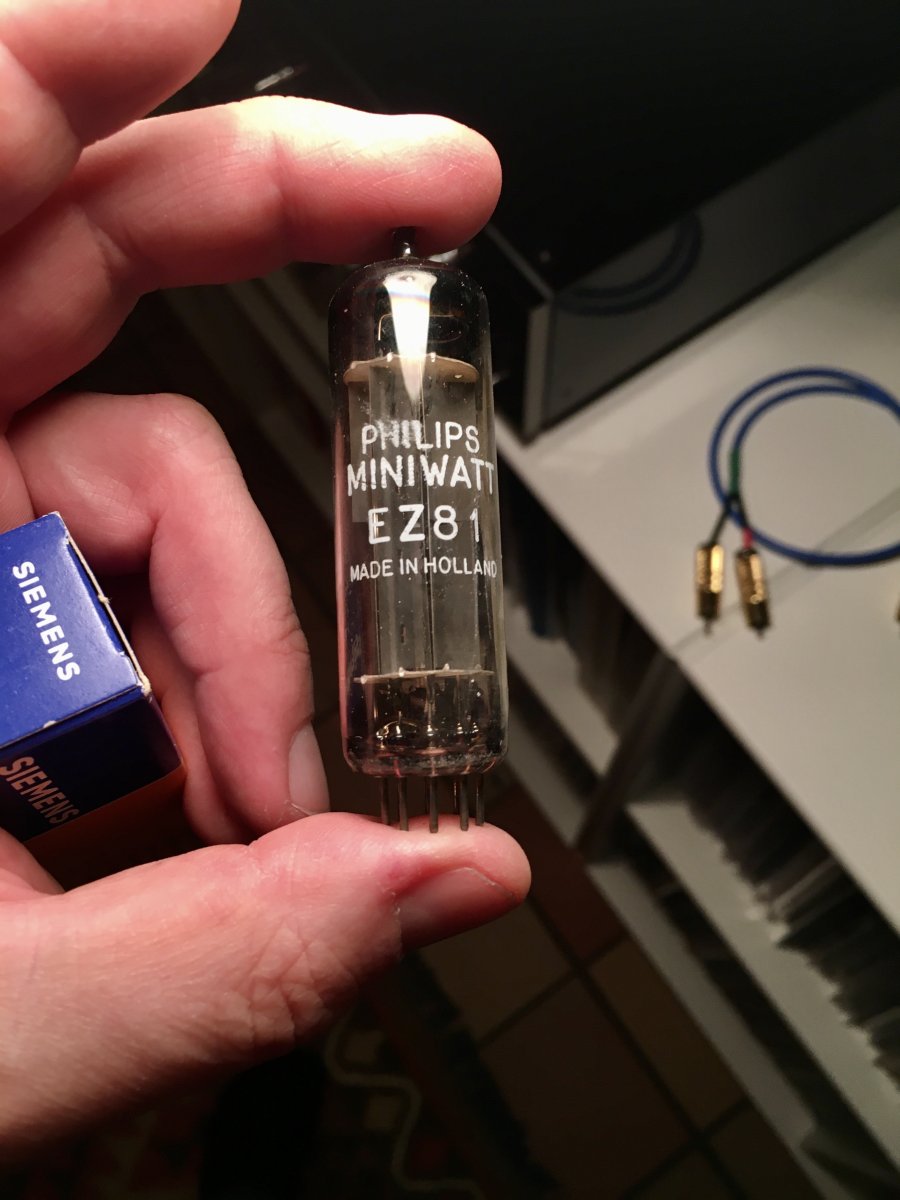 PHILIPS
MINIWATT
EZ81
MADE IN HOLLAND
SIEMENS
SIEMENS